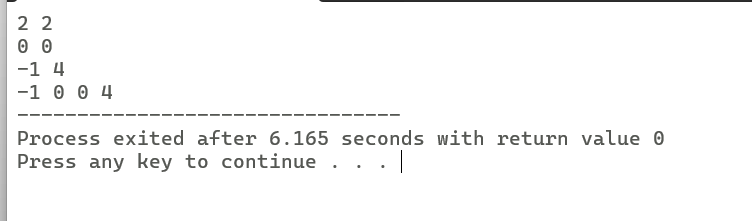 2 2
0 0
-1 4
-1 0 0 4
--------------------------------
Process exited after 6.165 seconds with return value 0
Press any key to continue . . .